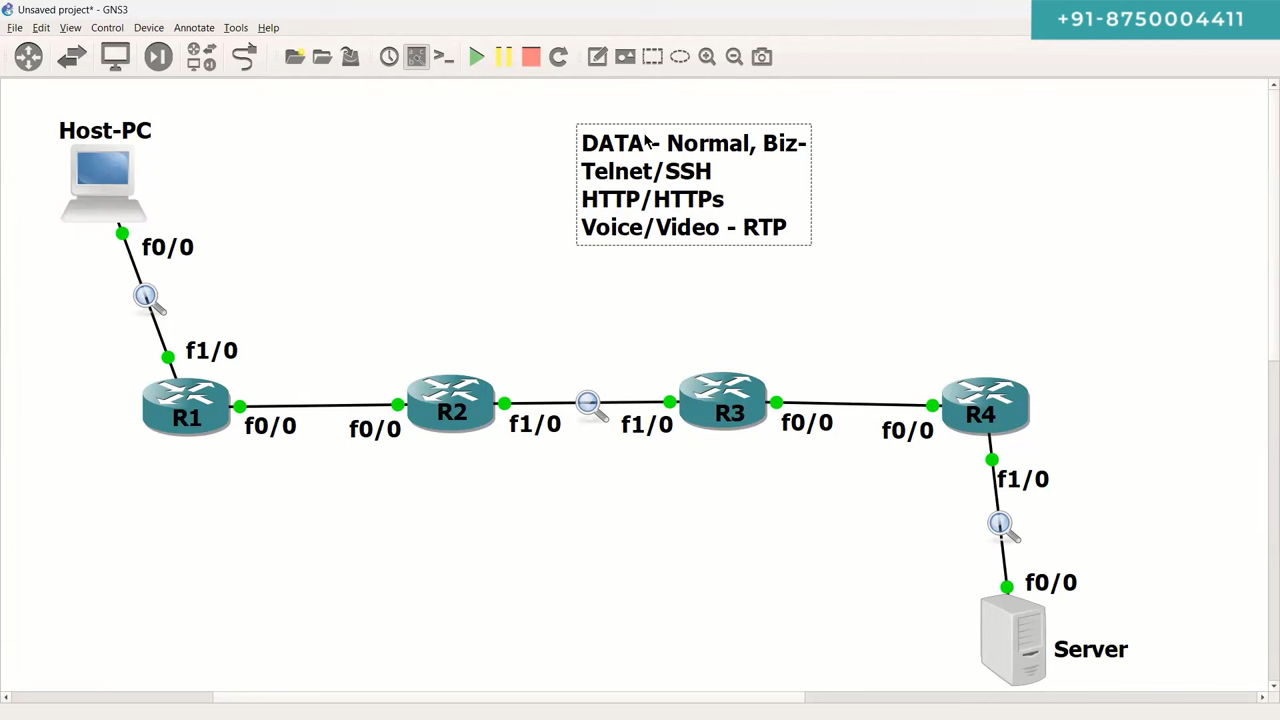 Unsaved project* - GNS3
+91-8750004411
File Edit View Control Device Annotate Tools Help
Host-PC
DATA - Normal, Biz-
Telnet/SSH
HTTP/HTTPs
Voice/Video - RTP
f0/0
f1/0
R1
R2
R3
R4
f0/0
f0/0
f1/0
f1/0
f0/0
f0/0
f1/0
f0/0
Server